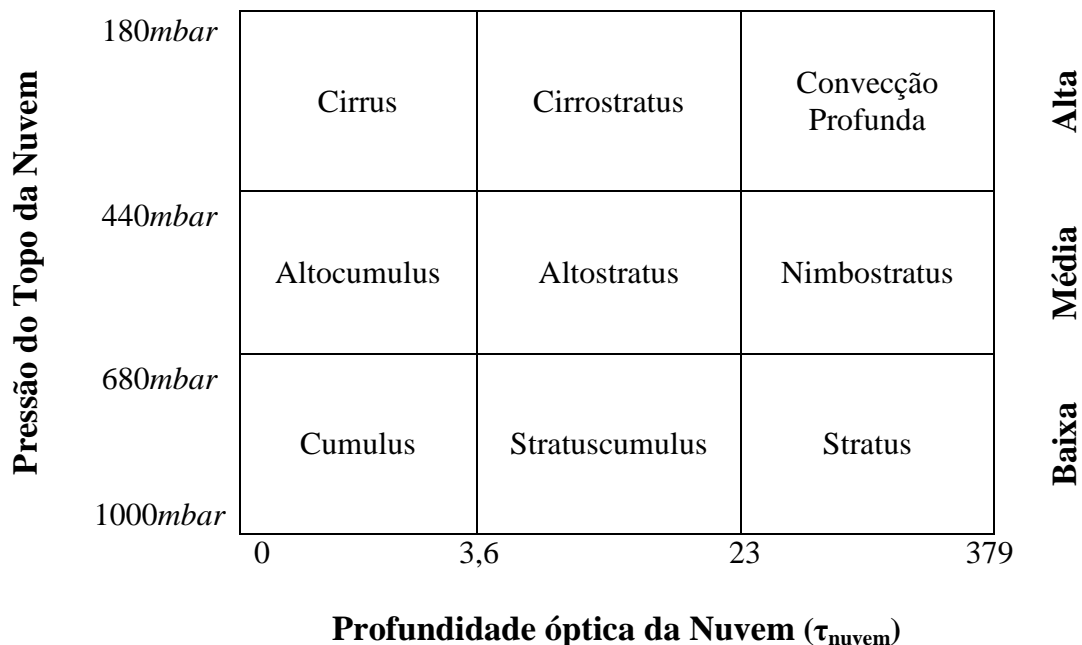 Pressão do Topo da Nuvem
180mbar
Cirrus
Cirrostratus
Convecção
Profunda
Alta
440mbar
Altocumulus
Altostratus
Nimbostratus
Média
680mbar
Cumulus
Stratuscumulus
Stratus
Baixa
1000mbar
0 3,6 23 379
Profundidade óptica da Nuvem (τnuvem)